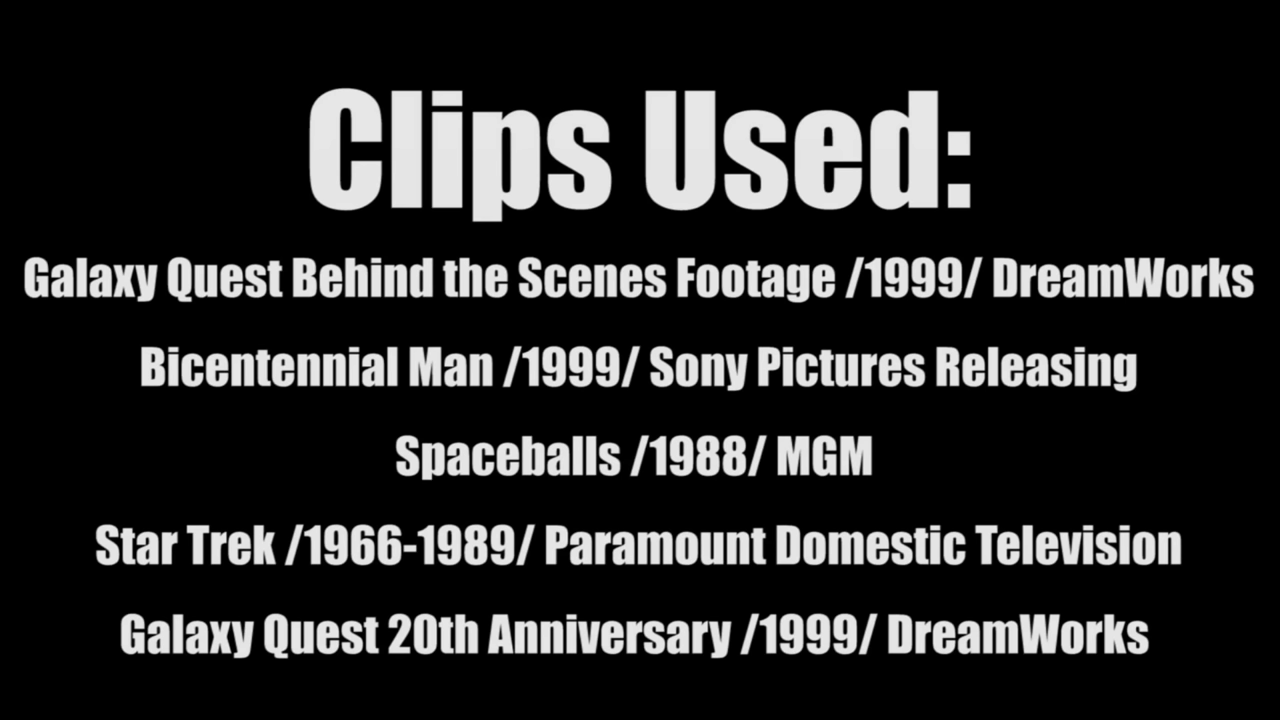 Clips Used:
Galaxy Quest Behind the Scenes Footage /1999/ DreamWorks
Bicentennial Man /1999/ Sony Pictures Releasing
Spaceballs /1988/ MGM
Star Trek /1966-1989/ Paramount Domestic Television
Galaxy Quest 20th Anniversary /1999/ DreamWorks